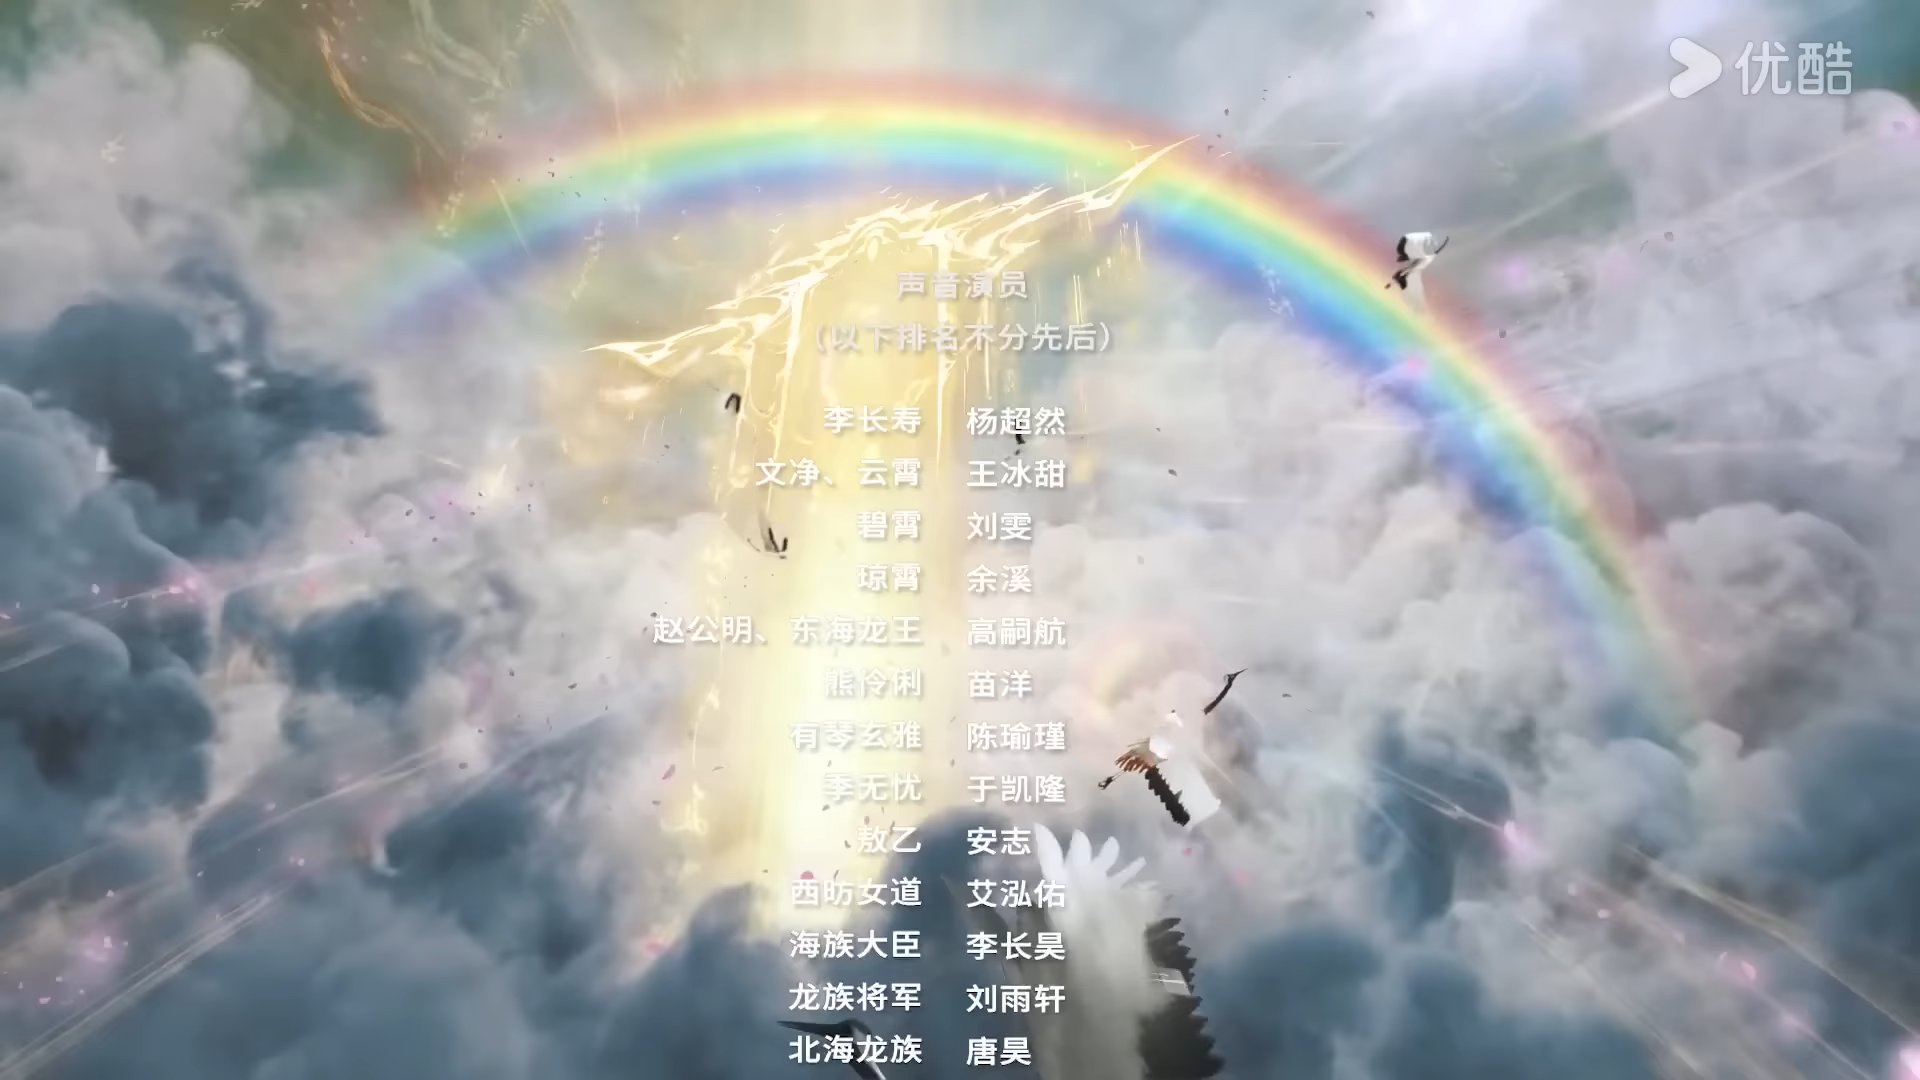 优酷
声音演员
（以下排名不分先后）
李长寿 杨超然
文净、云霄 王冰甜
碧霄 刘雯
琼霄 余溪
赵公明、东海龙王 高嗣航
熊伶俐 苗洋
有琴玄雅 陈瑜瑾
季无忧 于凯隆
敖乙 安志
西昉女道 艾泓佑
海族大臣 李长昊
龙族将军 刘雨轩
北海龙族 唐昊